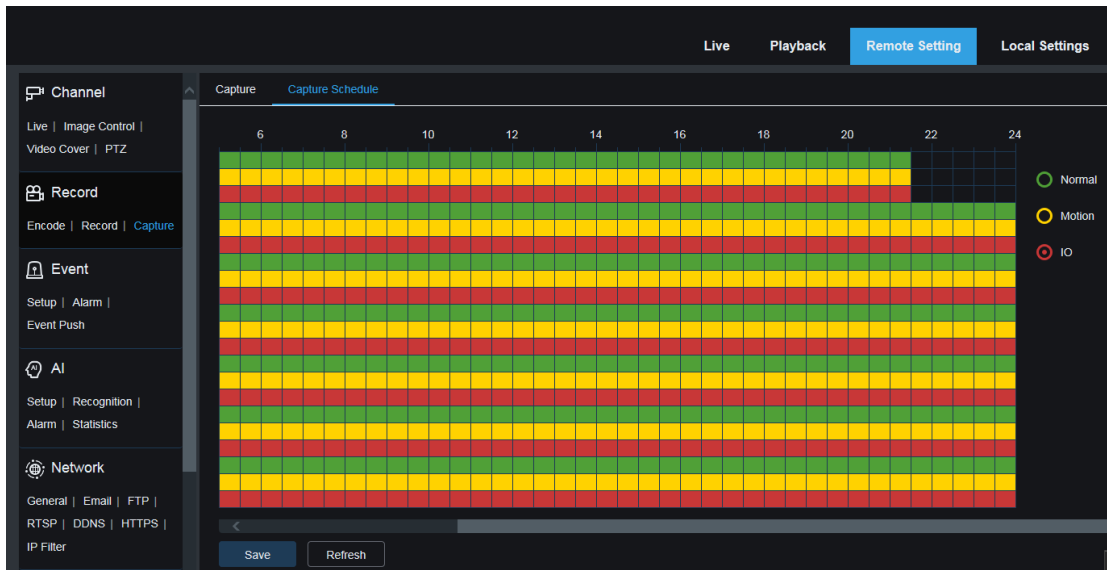 Live Playback Remote Setting Local Settings
Channel
Live | Image Control |
Video Cover | PTZ
Record
Encode | Record | Capture
Event
Setup | Alarm |
Event Push
AI
AI
Setup | Recognition |
Alarm | Statistics
Network
General | Email | FTP |
RTSP | DDNS | HTTPS |
IP Filter
Capture Capture Schedule
6 8 10 12 14 16 18 20 22 24
Normal
Motion
IO
Save Refresh